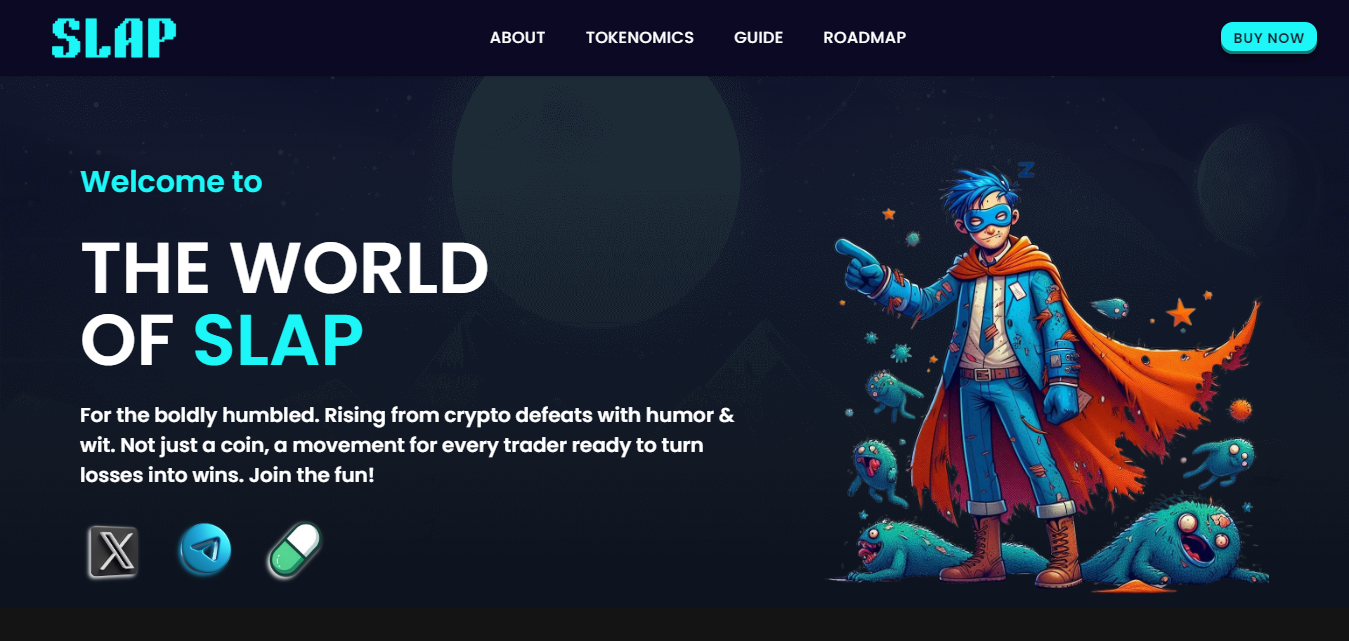 SLAP
ABOUT TOKENOMICS GUIDE ROADMAP
BUY NOW
Welcome to
THE WORLD
OF SLAP
For the boldly humbled. Rising from crypto defeats with humor &
wit. Not just a coin, a movement for every trader ready to turn
losses into wins. Join the fun!
Z